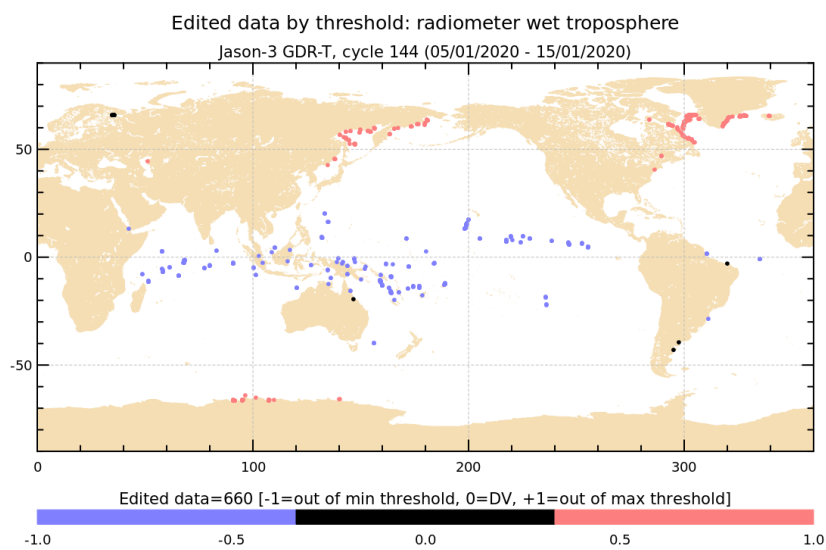 Edited data by threshold: radiometer wet troposphere
Jason-3 GDR-T, cycle 144 (05/01/2020 - 15/01/2020)
50
0
-50
0 100 200 300
Edited data=660 [-1=out of min threshold, 0=DV, +1=out of max threshold]
-1.0 -0.5 0.0 0.5 1.0